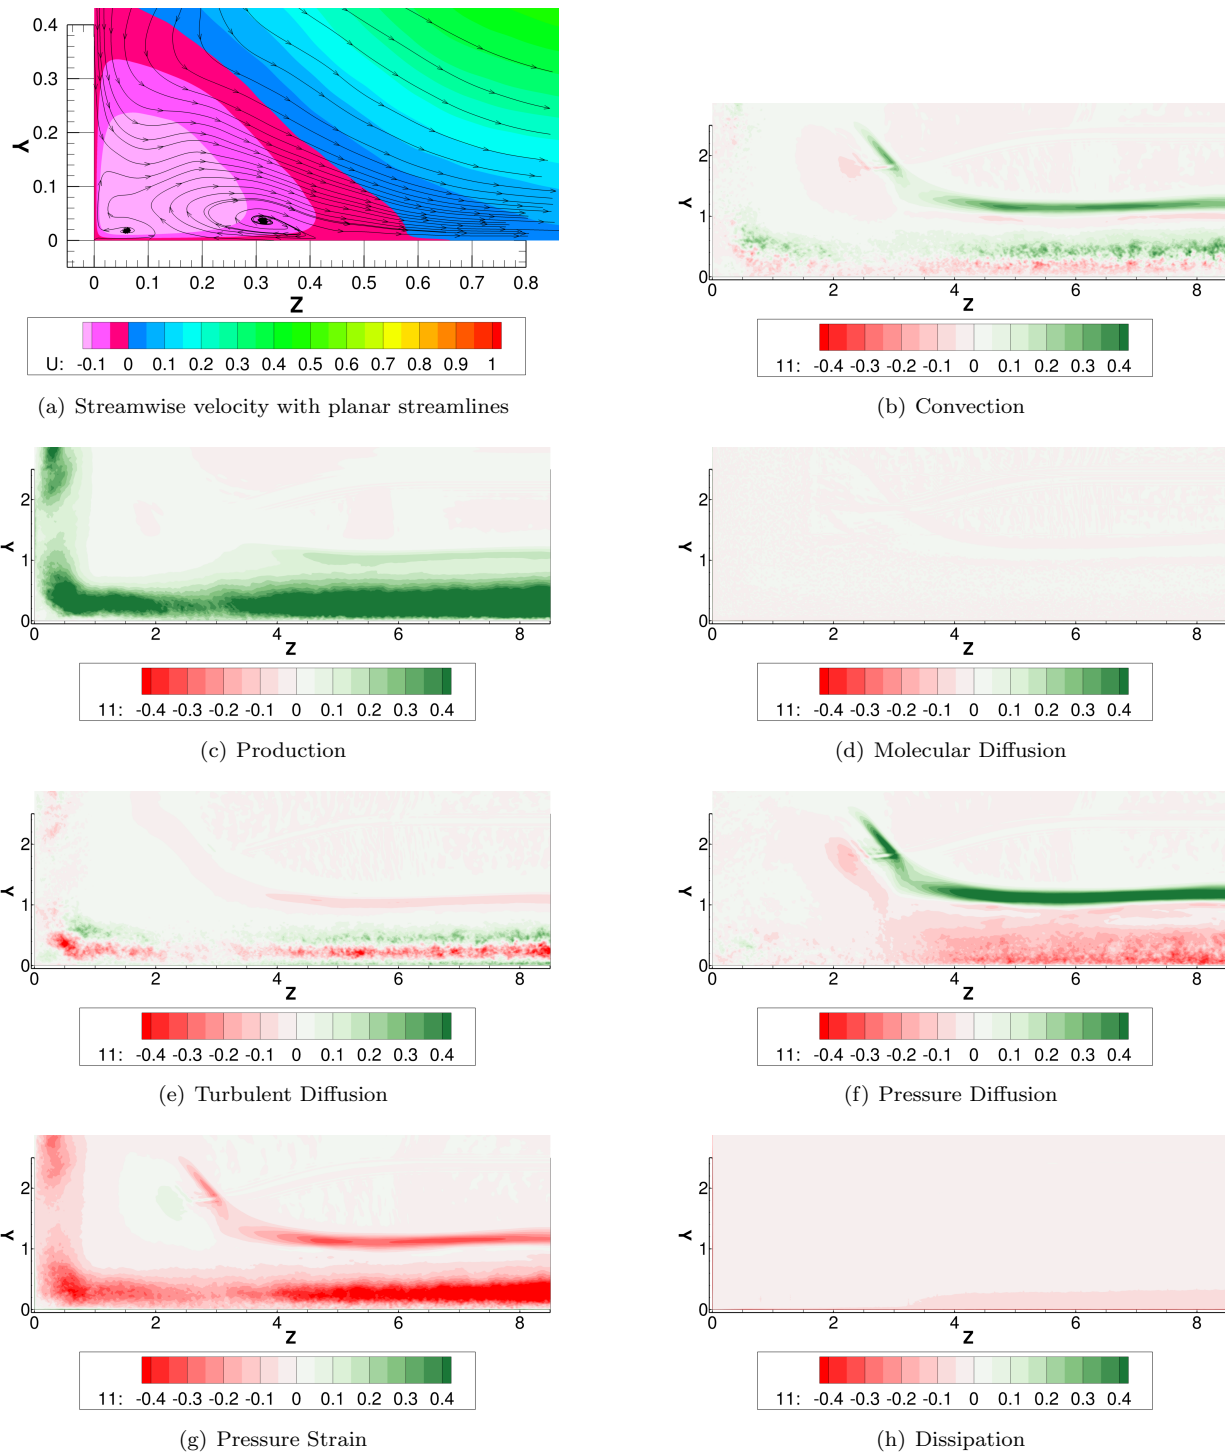 0.4
0.3
0.2
0.1
0
Y
0 0.1 0.2 0.3 0.4 0.5 0.6 0.7 0.8
Z
U: -0.1 0 0.1 0.2 0.3 0.4 0.5 0.6 0.7 0.8 0.9 1
(a) Streamwise velocity with planar streamlines
2
1
0
Y
0 2 4 6 8
Z
11: -0.4 -0.3 -0.2 -0.1 0 0.1 0.2 0.3 0.4
(b) Convection
2
1
0
Y
0 2 4 6 8
Z
11: -0.4 -0.3 -0.2 -0.1 0 0.1 0.2 0.3 0.4
(c) Production
2
1
0
Y
0 2 4 6 8
Z
11: -0.4 -0.3 -0.2 -0.1 0 0.1 0.2 0.3 0.4
(d) Molecular Diffusion
2
1
0
Y
0 2 4 6 8
Z
11: -0.4 -0.3 -0.2 -0.1 0 0.1 0.2 0.3 0.4
(e) Turbulent Diffusion
2
1
0
Y
0 2 4 6 8
Z
11: -0.4 -0.3 -0.2 -0.1 0 0.1 0.2 0.3 0.4
(f) Pressure Diffusion
2
1
0
Y
0 2 4 6 8
Z
11: -0.4 -0.3 -0.2 -0.1 0 0.1 0.2 0.3 0.4
(g) Pressure Strain
2
1
0
Y
0 2 4 6 8
Z
11: -0.4 -0.3 -0.2 -0.1 0 0.1 0.2 0.3 0.4
(h) Dissipation